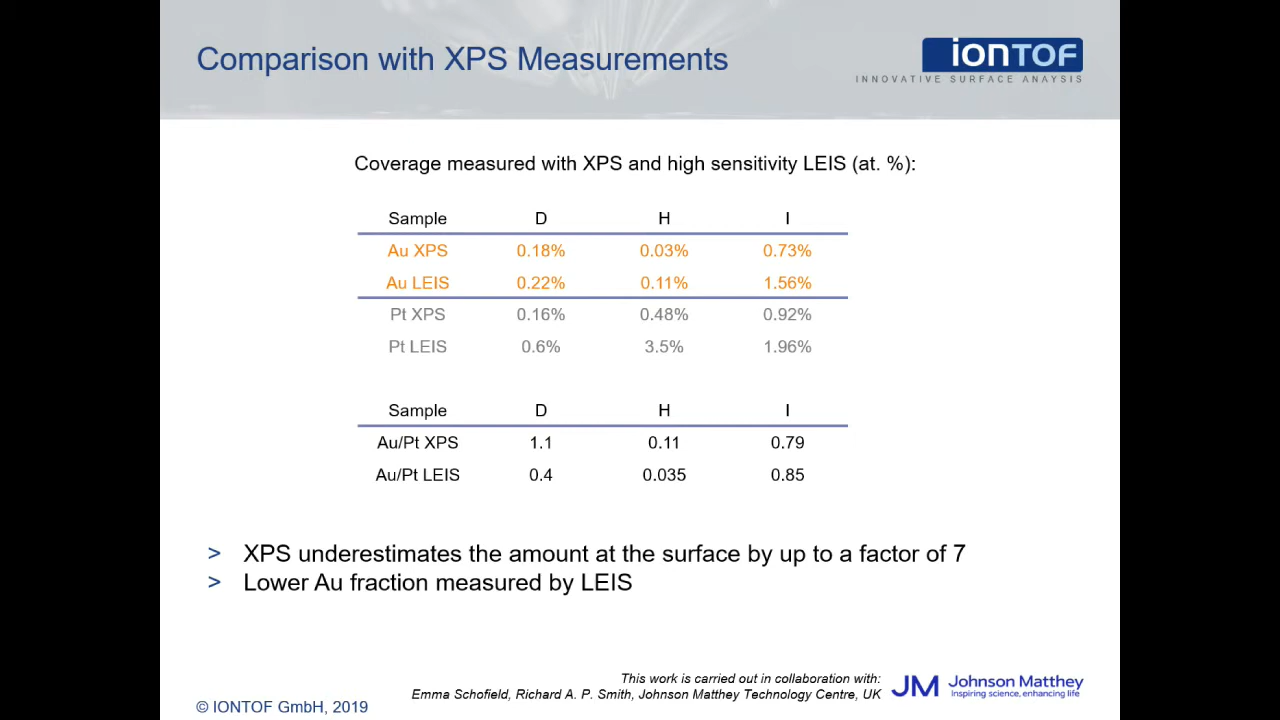 Comparison with XPS Measurements
iONTOF
INNOVATIVE SURFACE ANAYSIS
Coverage measured with XPS and high sensitivity LEIS (at. %):
Sample D H I
Au XPS 0.18% 0.03% 0.73%
Au LEIS 0.22% 0.11% 1.56%
Pt XPS 0.16% 0.48% 0.92%
Pt LEIS 0.6% 3.5% 1.96%
Sample D H I
Au/Pt XPS 1.1 0.11 0.79
Au/Pt LEIS 0.4 0.035 0.85
> XPS underestimates the amount at the surface by up to a factor of 7
> Lower Au fraction measured by LEIS
This work is carried out in collaboration with:
Emma Schofield, Richard A. P. Smith, Johnson Matthey Technology Centre, UK
JM Johnson Matthey
Inspiring science, enhancing life
© IONTOF GmbH, 2019